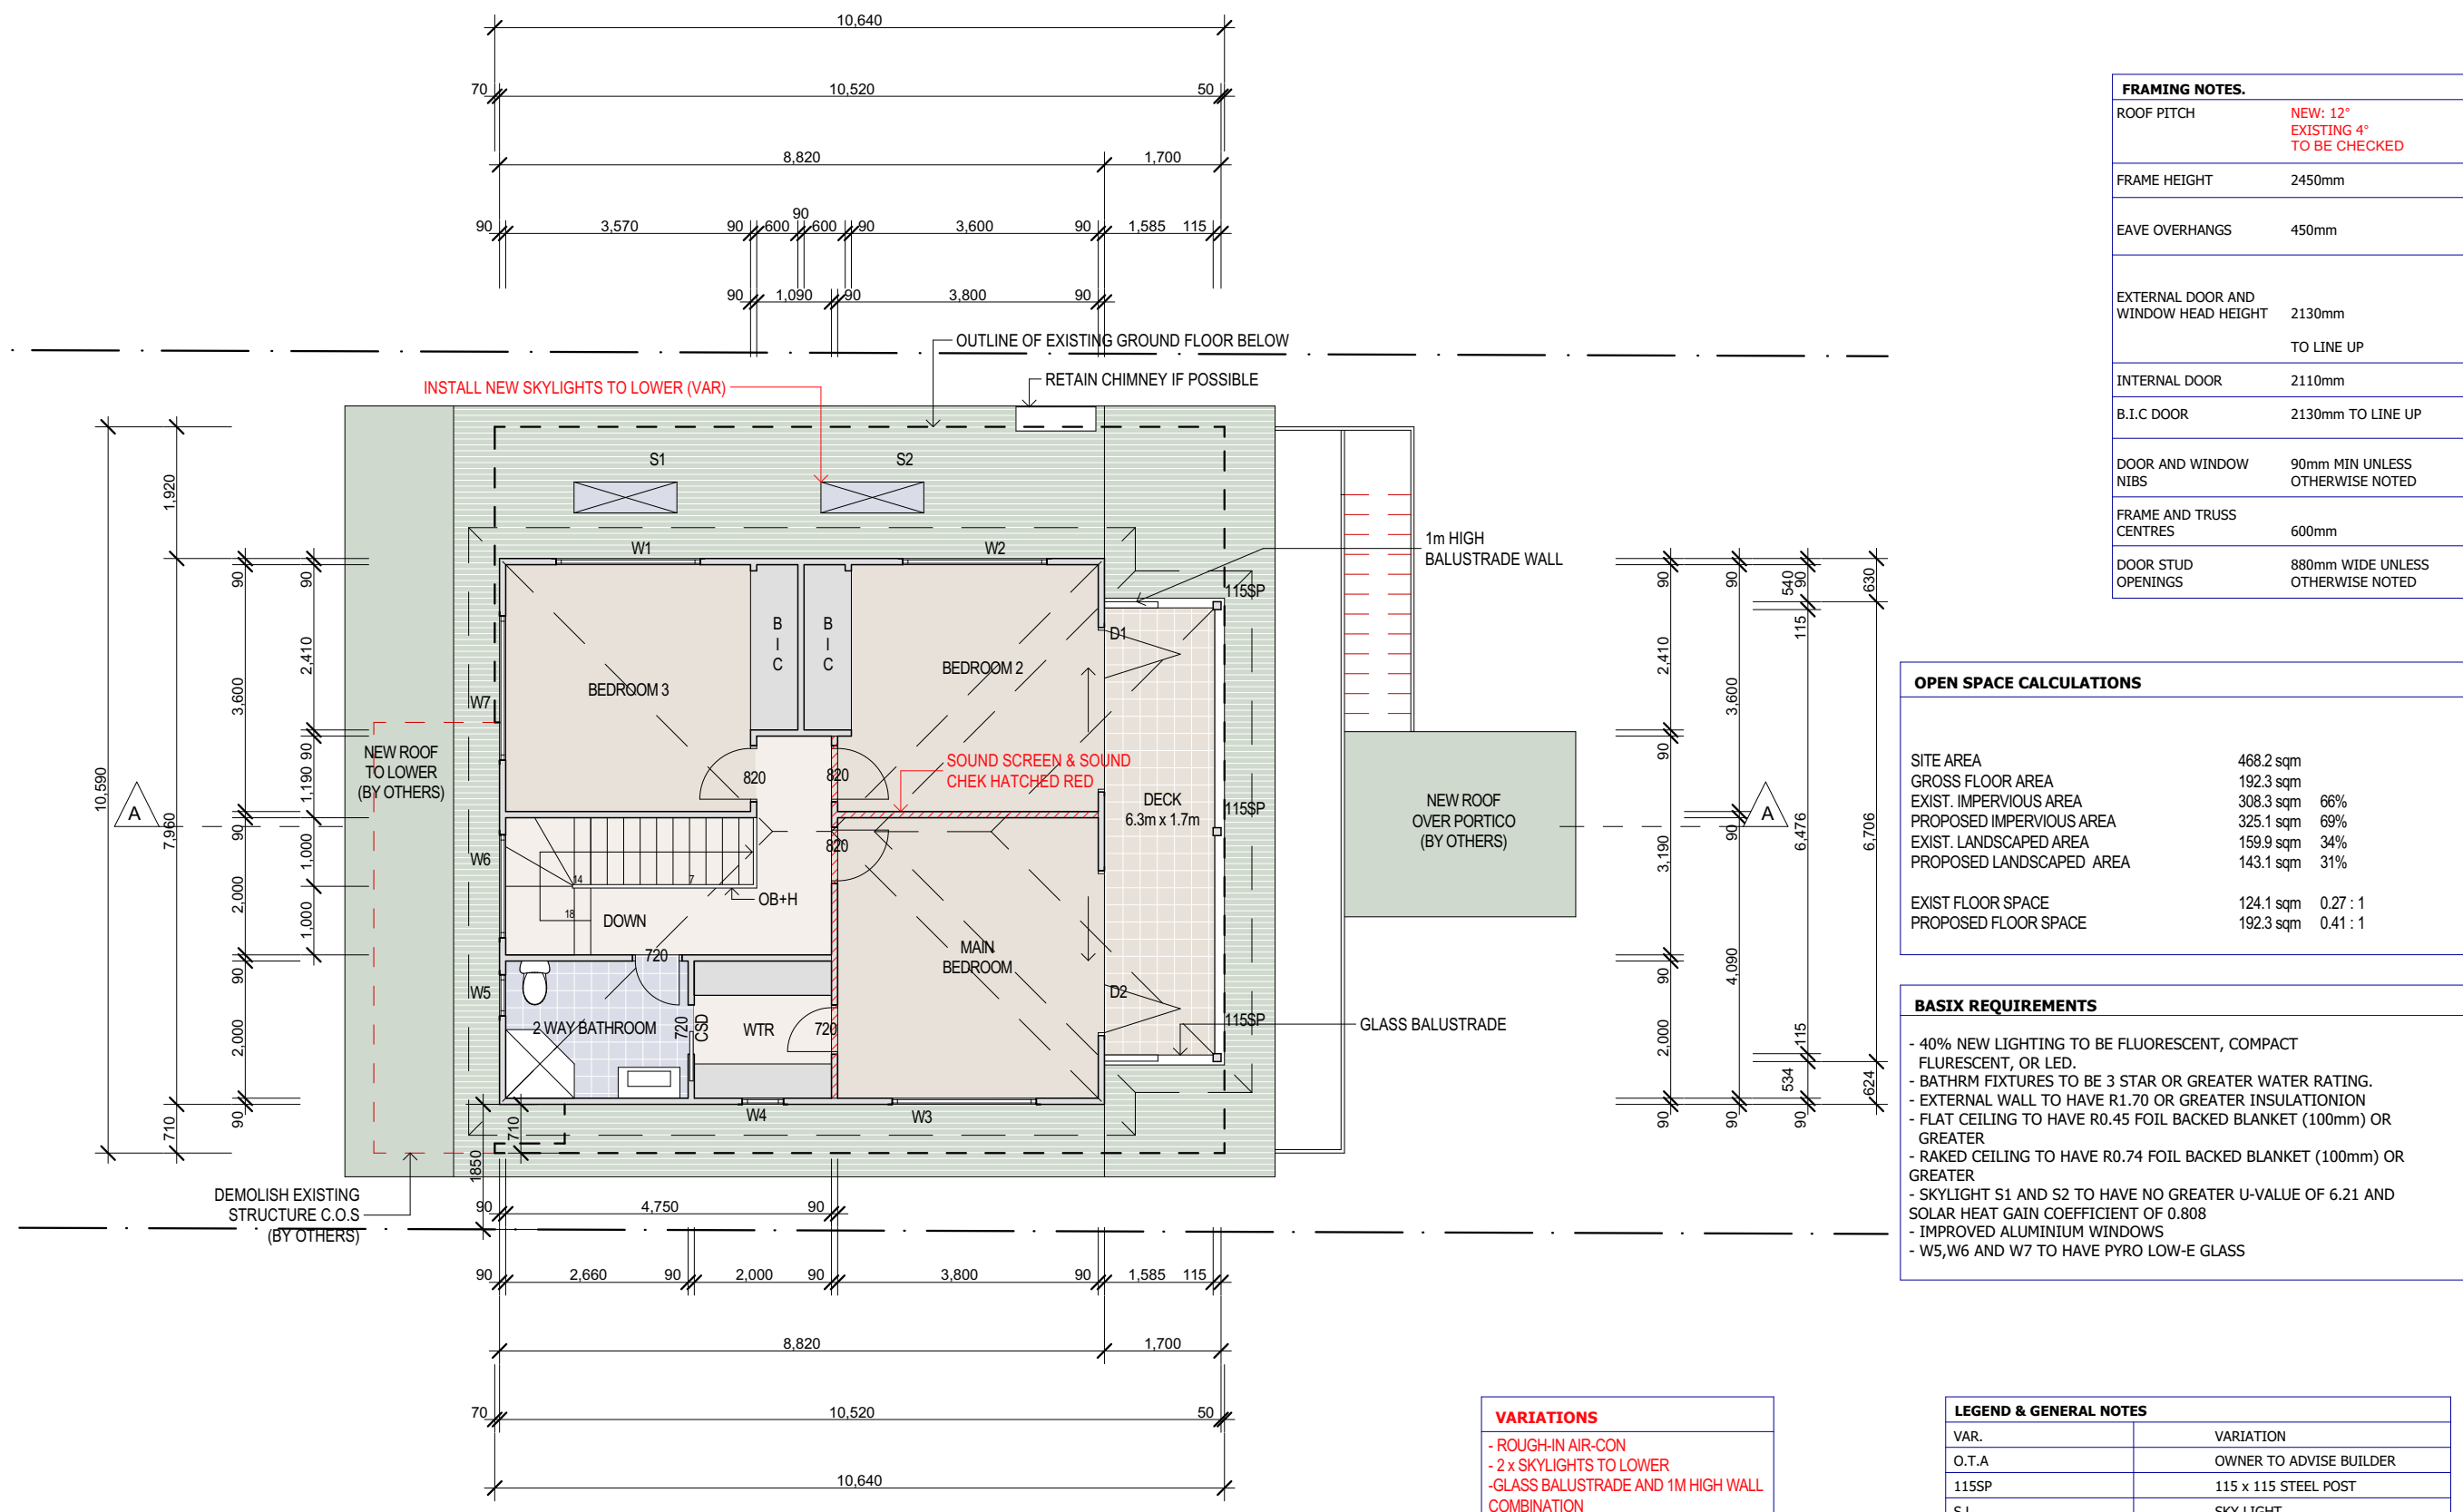 10,640
70
10,520
50
8,820
1,700
90
3,570
90
600
90
600
90
3,600
90
1,585
115
90
1,090
90
3,800
90
OUTLINE OF EXISTING GROUND FLOOR BELOW
INSTALL NEW SKYLIGHTS TO LOWER (VAR)
RETAIN CHIMNEY IF POSSIBLE
S1
S2
W1
W2
1m HIGH
BALUSTRADE WALL
115SP
D1
B
I
C
B
I
C
BEDROOM 3
BEDROOM 2
W7
NEW ROOF
TO LOWER
(BY OTHERS)
SOUND SCREEN & SOUND
CHEK HATCHED RED
820
820
820
DECK
6.3m x 1.7m
115SP
NEW ROOF
OVER PORTICO
(BY OTHERS)
A
A
W6
14
7
18
OB+H
DOWN
720
MAIN
BEDROOM
W5
2 WAY BATHROOM
720
CSD
WTR
720
D2
115SP
GLASS BALUSTRADE
W4
W3
DEMOLISH EXISTING
STRUCTURE C.O.S
(BY OTHERS)
10,590
1,920
7,960
710
90
3,600
90
2,000
90
2,000
90
90
2,410
90
1,190
1,000
1,000
710
1850
90
2,410
90
3,190
90
2,000
90
90
3,600
90
4,090
90
90
540
115
6,476
115
534
90
630
6,706
624
90
4,750
90
90
2,660
90
2,000
90
3,800
90
1,585
115
8,820
1,700
70
10,520
50
10,640
FRAMING NOTES.
ROOF PITCH NEW: 12°
EXISTING 4°
TO BE CHECKED
FRAME HEIGHT 2450mm
EAVE OVERHANGS 450mm
EXTERNAL DOOR AND
WINDOW HEAD HEIGHT 2130mm
TO LINE UP
INTERNAL DOOR 2110mm
B.I.C DOOR 2130mm TO LINE UP
DOOR AND WINDOW 90mm MIN UNLESS
NIBS OTHERWISE NOTED
FRAME AND TRUSS
CENTRES 600mm
DOOR STUD 880mm WIDE UNLESS
OPENINGS OTHERWISE NOTED
OPEN SPACE CALCULATIONS
SITE AREA 468.2 sqm
GROSS FLOOR AREA 192.3 sqm
EXIST. IMPERVIOUS AREA 308.3 sqm 66%
PROPOSED IMPERVIOUS AREA 325.1 sqm 69%
EXIST. LANDSCAPED AREA 159.9 sqm 34%
PROPOSED LANDSCAPED AREA 143.1 sqm 31%
EXIST FLOOR SPACE 124.1 sqm 0.27 : 1
PROPOSED FLOOR SPACE 192.3 sqm 0.41 : 1
BASIX REQUIREMENTS
- 40% NEW LIGHTING TO BE FLUORESCENT, COMPACT
FLURESCENT, OR LED.
- BATHRM FIXTURES TO BE 3 STAR OR GREATER WATER RATING.
- EXTERNAL WALL TO HAVE R1.70 OR GREATER INSULATIONION
- FLAT CEILING TO HAVE R0.45 FOIL BACKED BLANKET (100mm) OR
GREATER
- RAKED CEILING TO HAVE R0.74 FOIL BACKED BLANKET (100mm) OR
GREATER
- SKYLIGHT S1 AND S2 TO HAVE NO GREATER U-VALUE OF 6.21 AND
SOLAR HEAT GAIN COEFFICIENT OF 0.808
- IMPROVED ALUMINIUM WINDOWS
- W5,W6 AND W7 TO HAVE PYRO LOW-E GLASS
VARIATIONS
- ROUGH-IN AIR-CON
- 2 x SKYLIGHTS TO LOWER
-GLASS BALUSTRADE AND 1M HIGH WALL
COMBINATION
LEGEND & GENERAL NOTES
VAR. VARIATION
O.T.A OWNER TO ADVISE BUILDER
115SP 115 x 115 STEEL POST